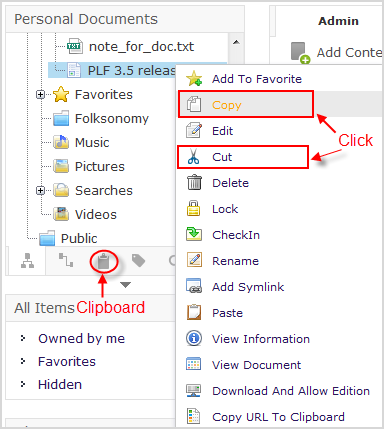 Personal Documents
Admin
note_for_doc.txt
PLF 3.5 releas
Add Conte
Favorites
Folksonomy
Music
Pictures
Searches
Videos
Public
Add To Favorite
Copy
Edit
Cut
Delete
Lock
CheckIn
Rename
Add Symlink
Paste
View Information
View Document
Download And Allow Edition
Copy URL To Clipboard
Click
Clipboard
All Items
Owned by me
Favorites
Hidden